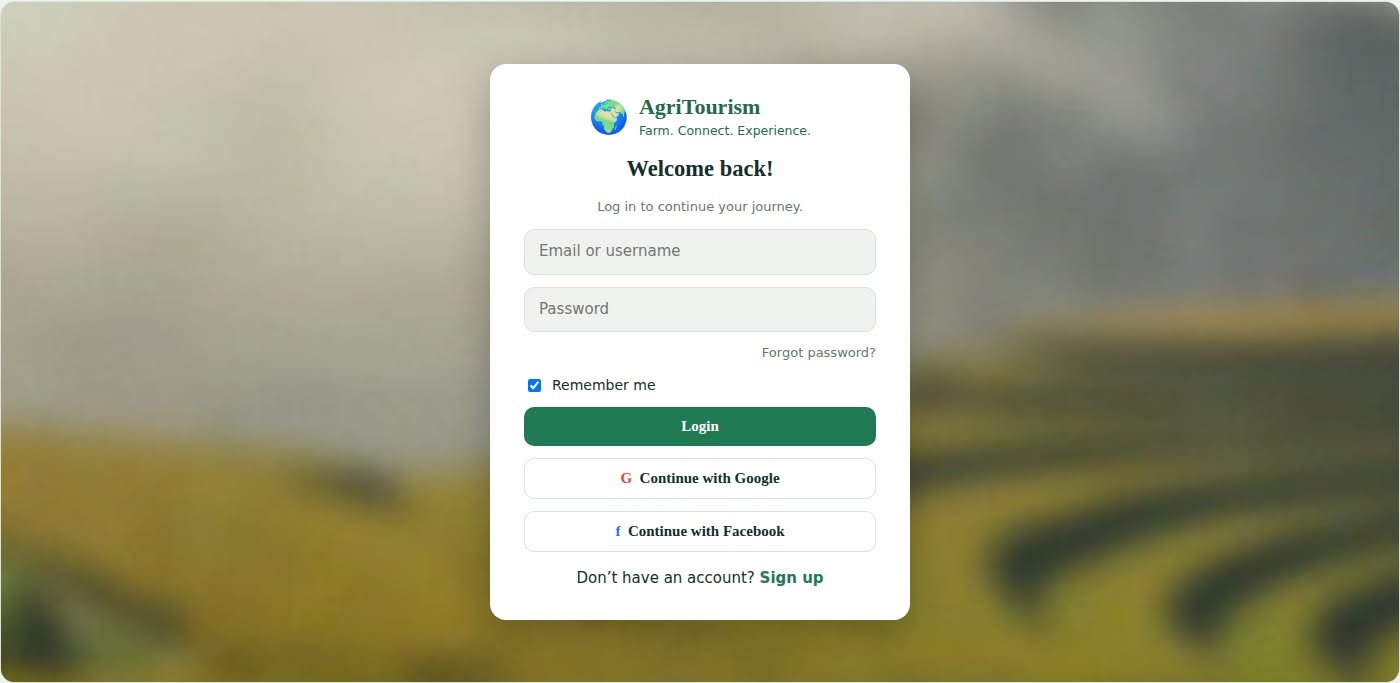 AgriTourism
Farm. Connect. Experience.
Welcome back!
Log in to continue your journey.
Email or username
Password
Forgot password?
Remember me
Login
G Continue with Google
f Continue with Facebook
Don’t have an account? Sign up